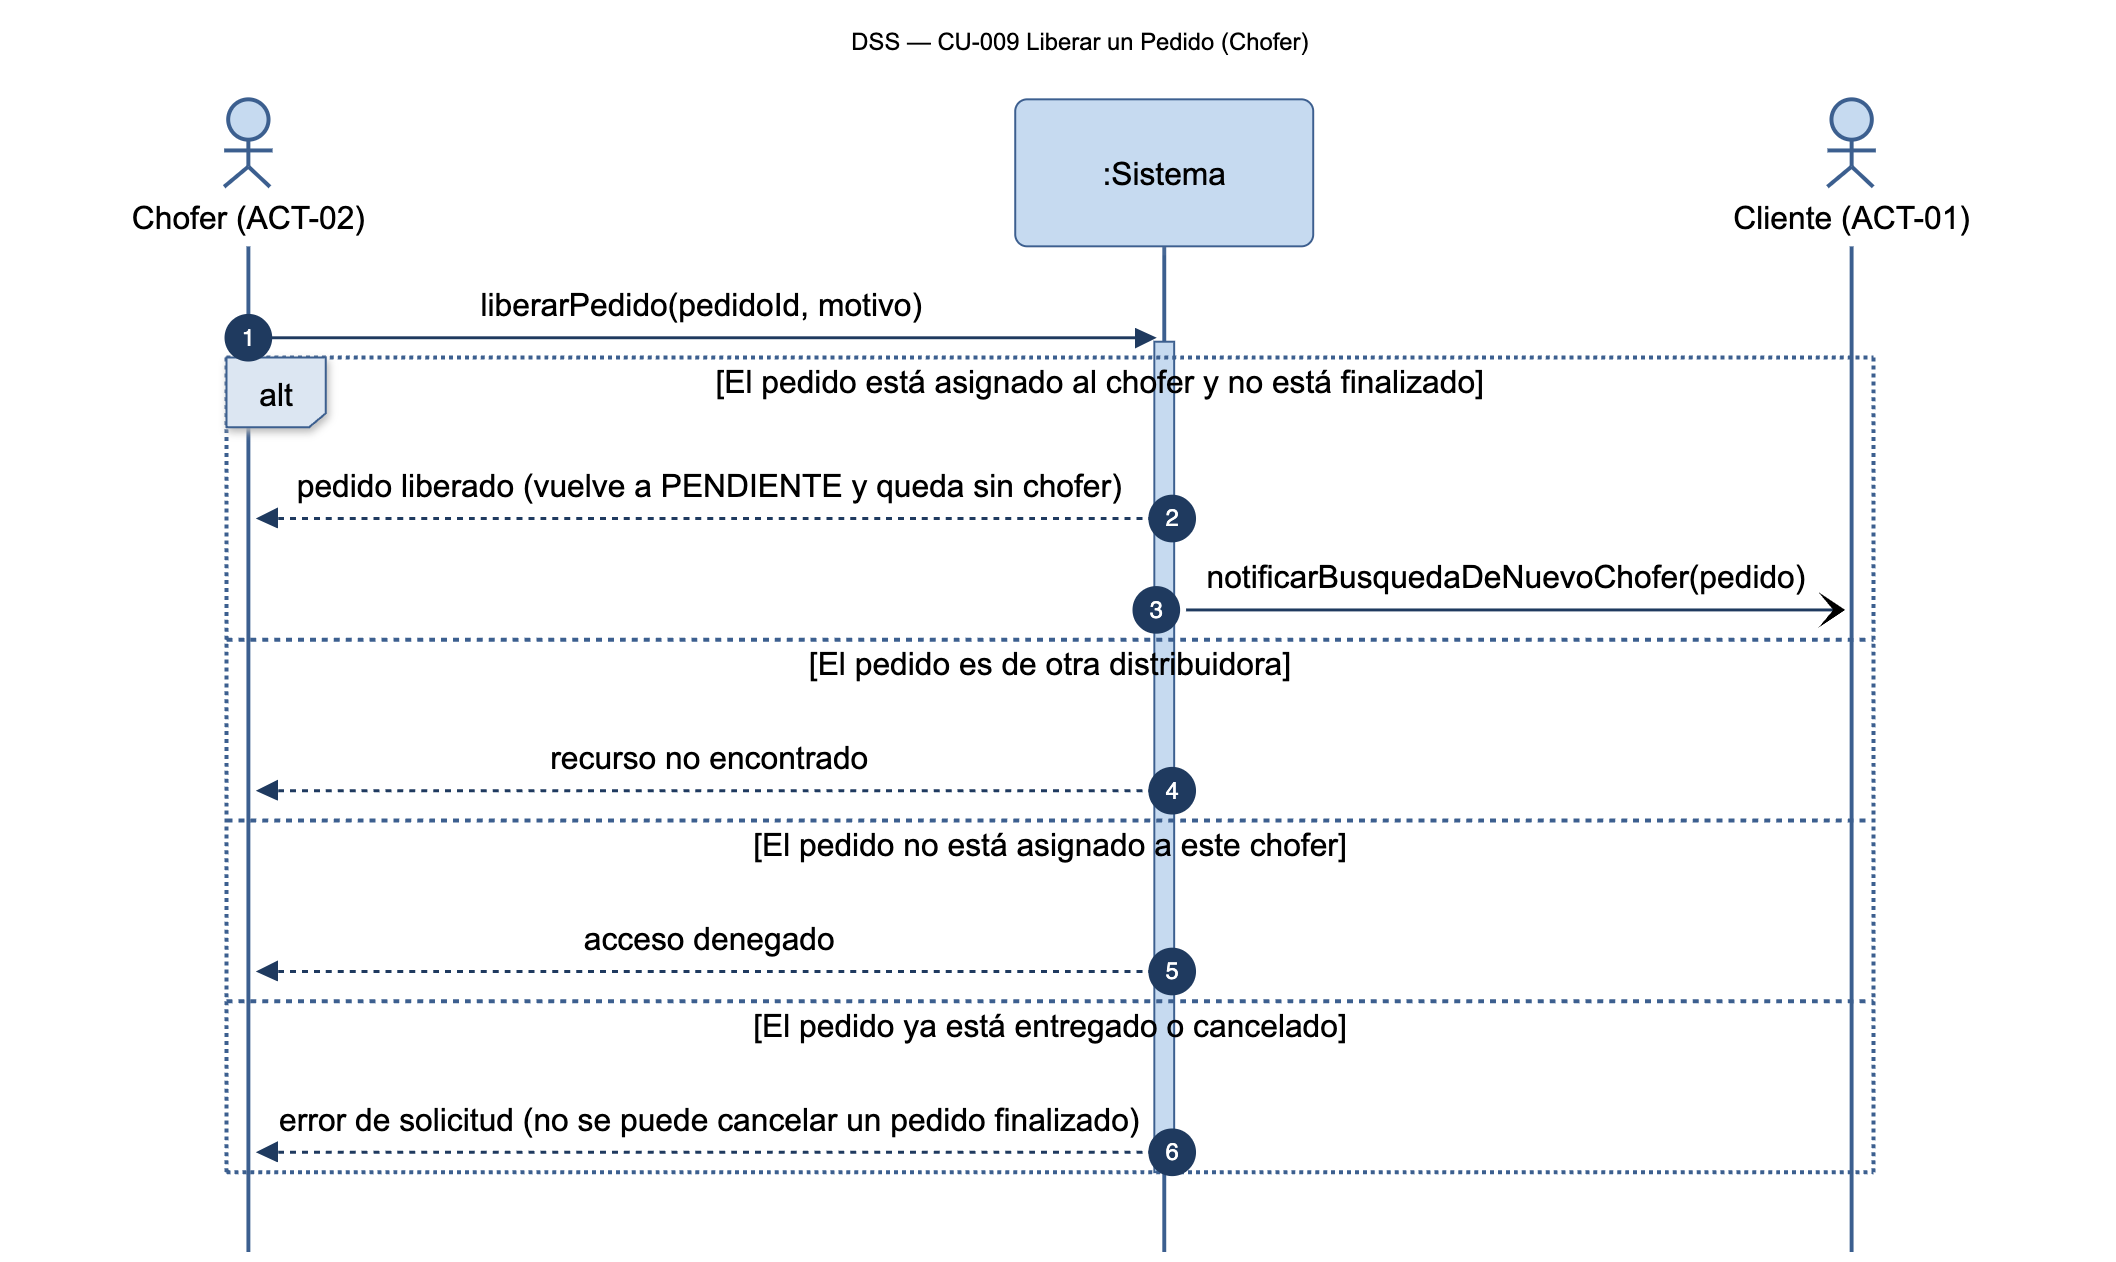 DSS — CU-009 Liberar un Pedido (Chofer)
:Sistema
Chofer (ACT-02)
Cliente (ACT-01)
liberarPedido(pedidoId, motivo)
1
alt
[El pedido está asignado al chofer y no está finalizado]
pedido liberado (vuelve a PENDIENTE y queda sin chofer)
2
notificarBusquedaDeNuevoChofer(pedido)
3
[El pedido es de otra distribuidora]
recurso no encontrado
4
[El pedido no está asignado a este chofer]
acceso denegado
5
[El pedido ya está entregado o cancelado]
error de solicitud (no se puede cancelar un pedido finalizado)
6